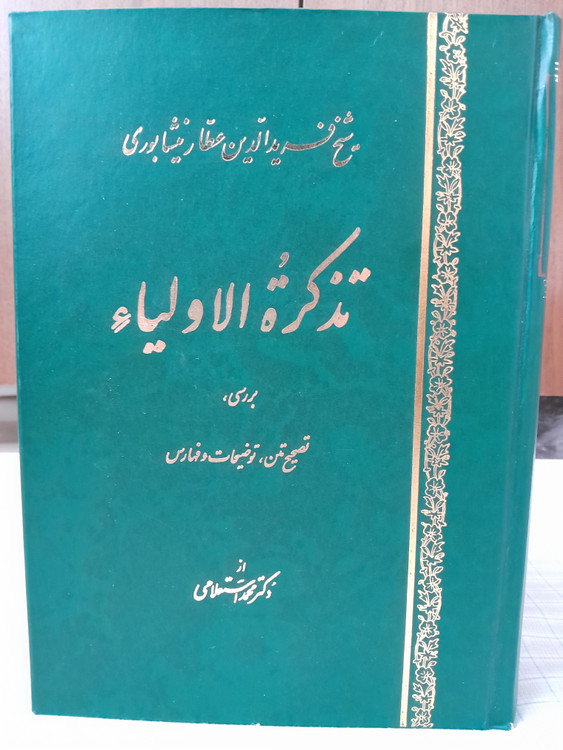 شیخ فریدالدین عطار نیشابوری
تذکرةُ الاولیاءِ
بررسی،
تصحیح متن، توضیحات و فهارس
از
دکتر محمد استعلامی